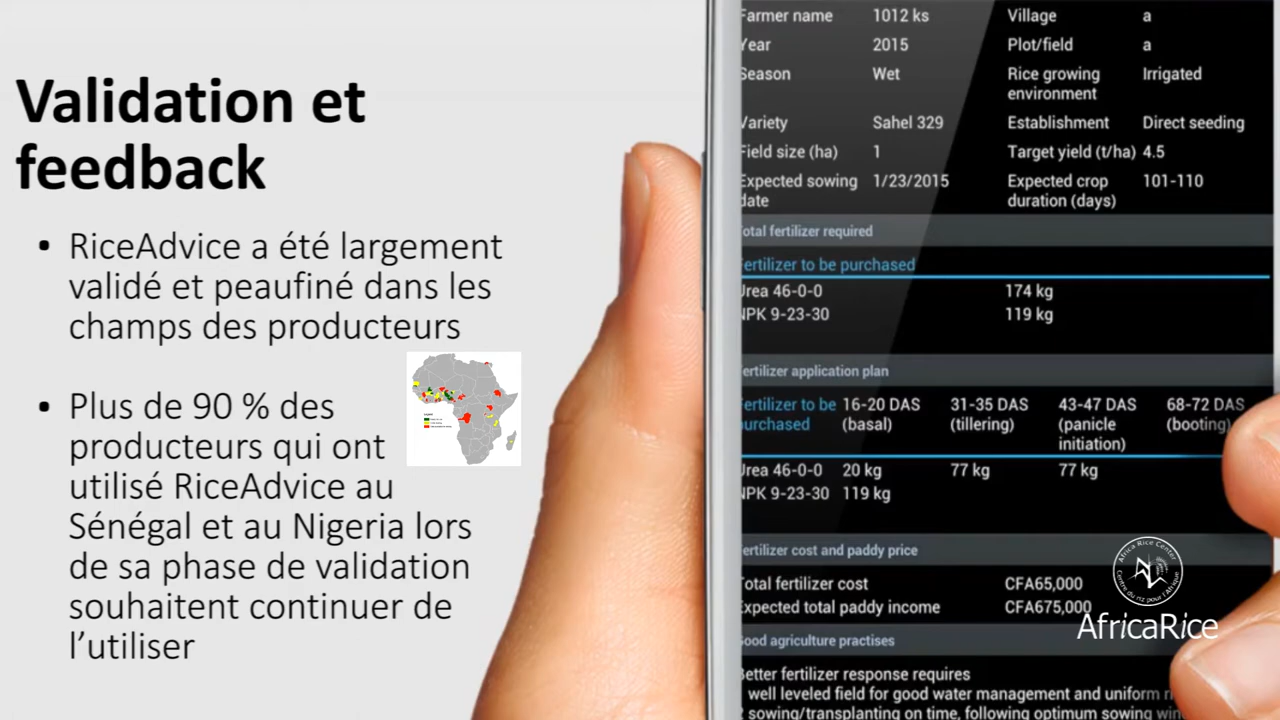 Validation et
feedback
• RiceAdvice a été largement
validé et peaufiné dans les
champs des producteurs
• Plus de 90 % des
producteurs qui ont
utilisé RiceAdvice au
Sénégal et au Nigeria lors
de sa phase de validation
souhaitent continuer de
l’utiliser
Farmer name 1012 ks Village a
Year 2015 Plot/field a
Season Wet Rice growing Irrigated
environment
Variety Sahel 329 Establishment Direct seeding
Field size (ha) 1 Target yield (t/ha) 4.5
Expected sowing 1/23/2015 Expected crop 101-110
date duration (days)
Total fertilizer required
Fertilizer to be purchased
Urea 46-0-0 174 kg
NPK 9-23-30 119 kg
Fertilizer application plan
Fertilizer to be 16-20 DAS 31-35 DAS 43-47 DAS 68-72 DAS
purchased (basal) (tillering) (panicle (booting)
initiation)
Urea 46-0-0 20 kg 77 kg 77 kg
NPK 9-23-30 119 kg
Fertilizer cost and paddy price
Total fertilizer cost CFA65,000
Expected total paddy income CFA675,000
Good agriculture practises
Better fertilizer response requires
well leveled field for good water management and uniform
2 sowing/transplanting on time, following optimum sowing
Africa Rice Center
Centre du riz pour l'Afrique
AfricaRice